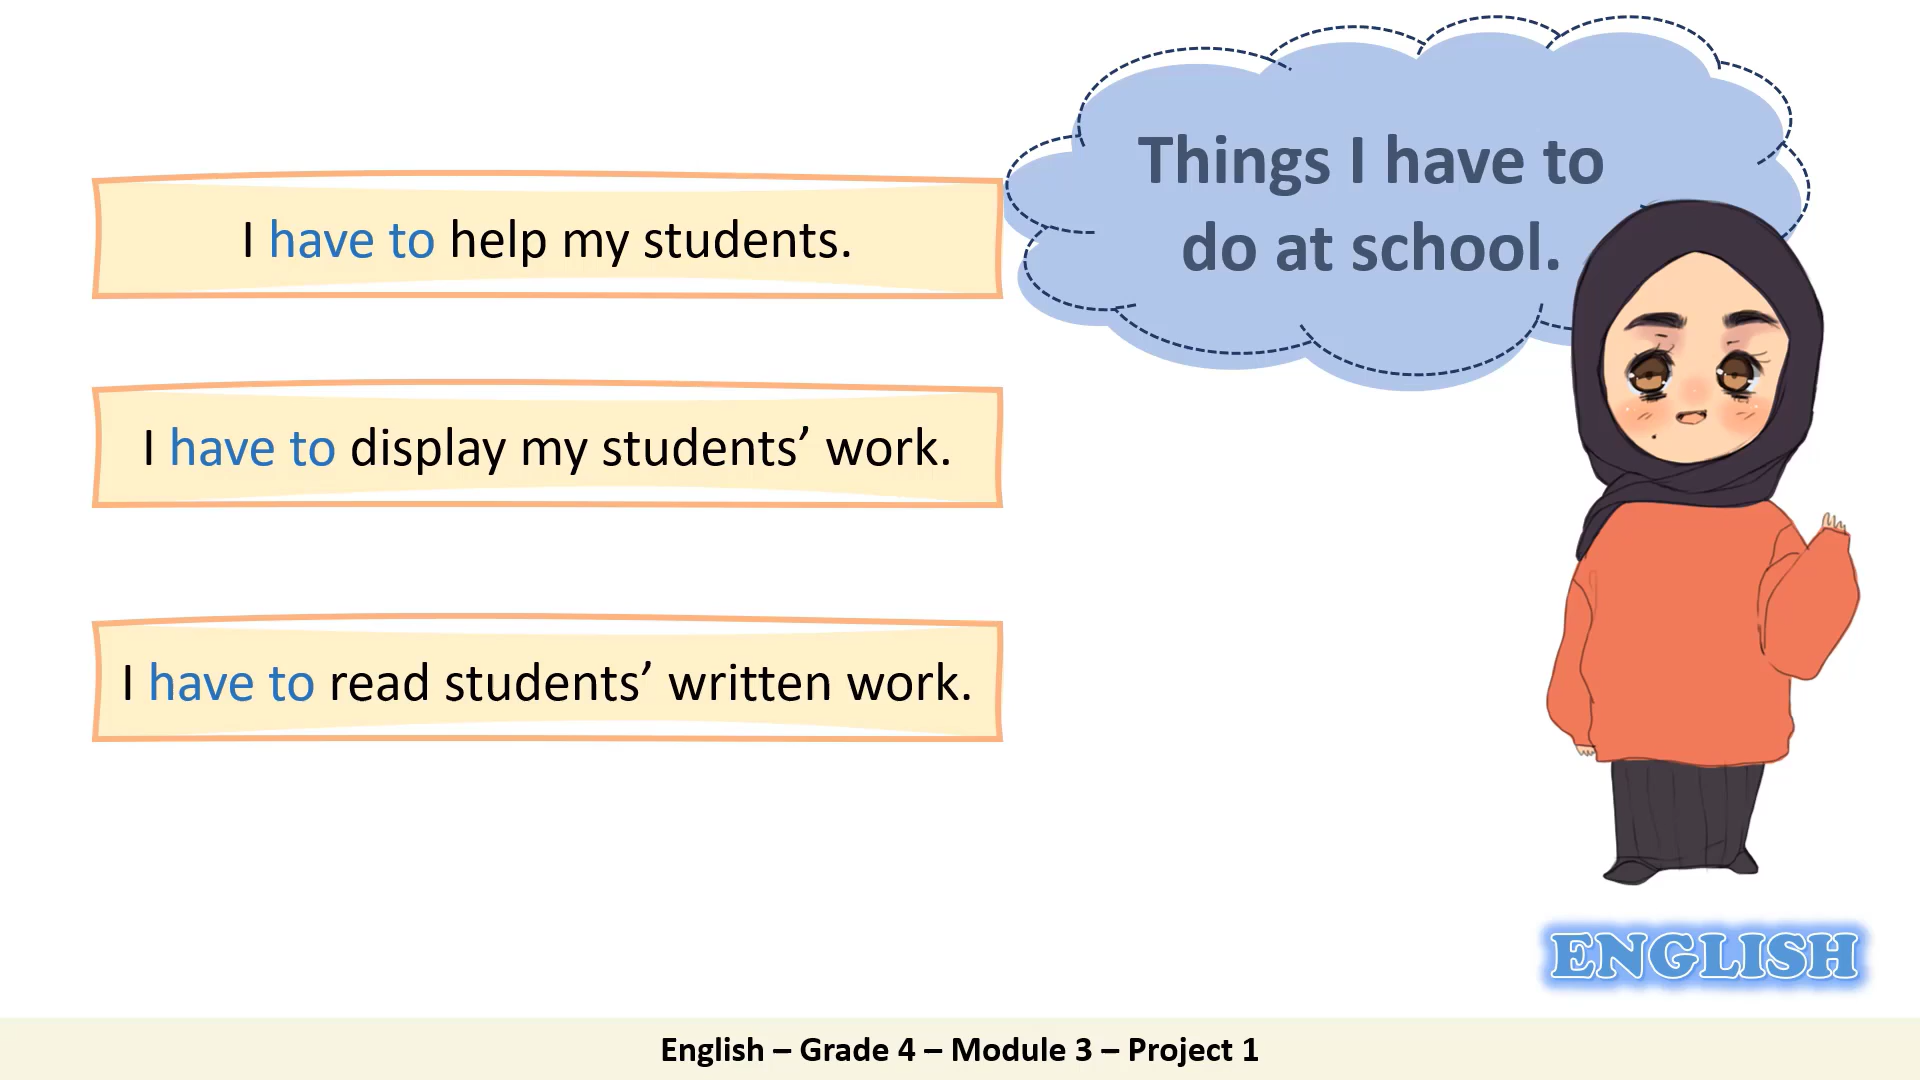 Things I have to
do at school.
I have to help my students.
I have to display my students’ work.
I have to read students’ written work.
ENGLISH
English – Grade 4 – Module 3 – Project 1